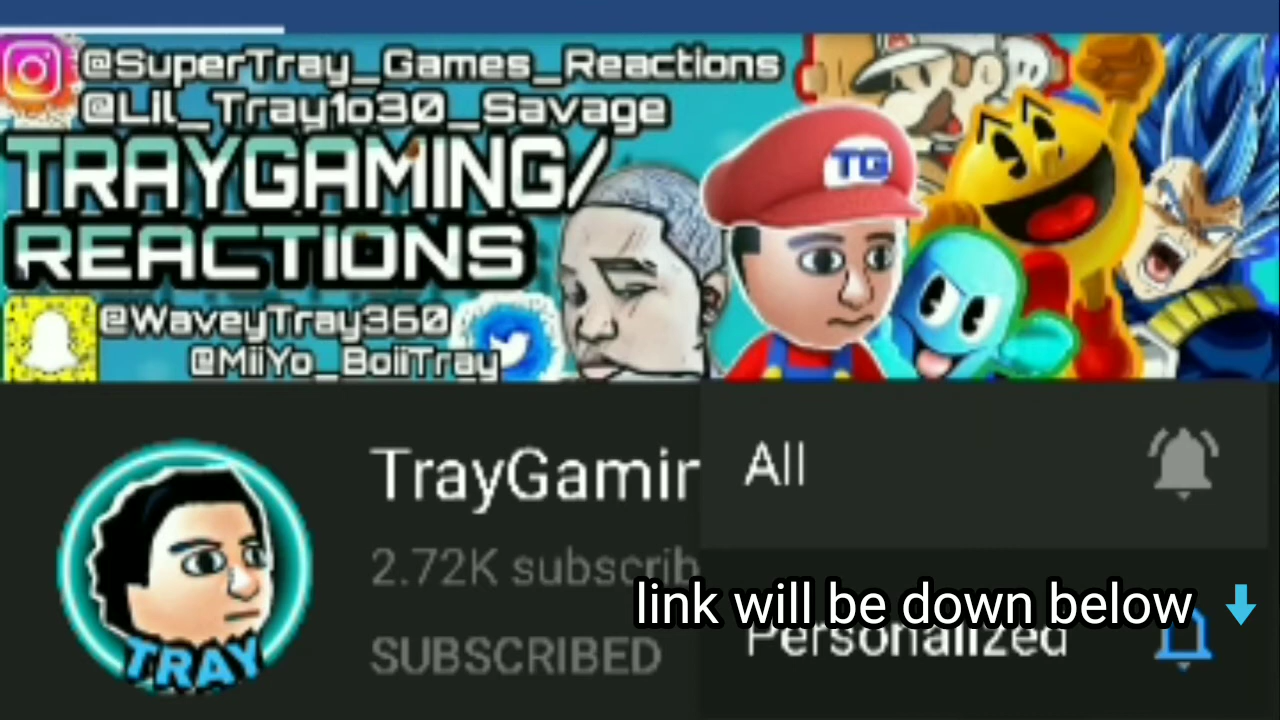 @SuperTray_Games_Reactions
@Lil_Tray1o30_Savage
TRAYGAMING/
REACTIONS
TG
@WaveyTray360
@MiiYo_BoiiTray
TrayGamin
All
2.72K subscrib
link will be down below
Personalized
SUBSCRIBED
TRAY